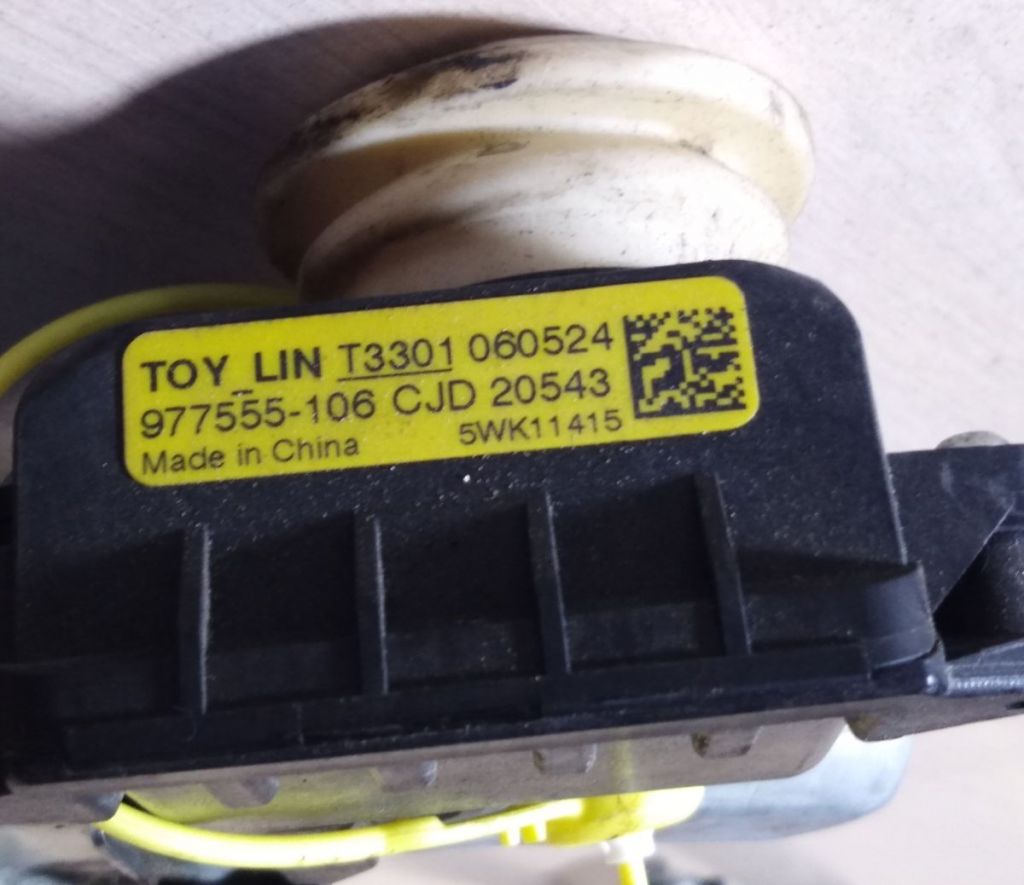 TOY_LIN T3301 060524
977555-106 CJD 20543
Made in China 5WK11415